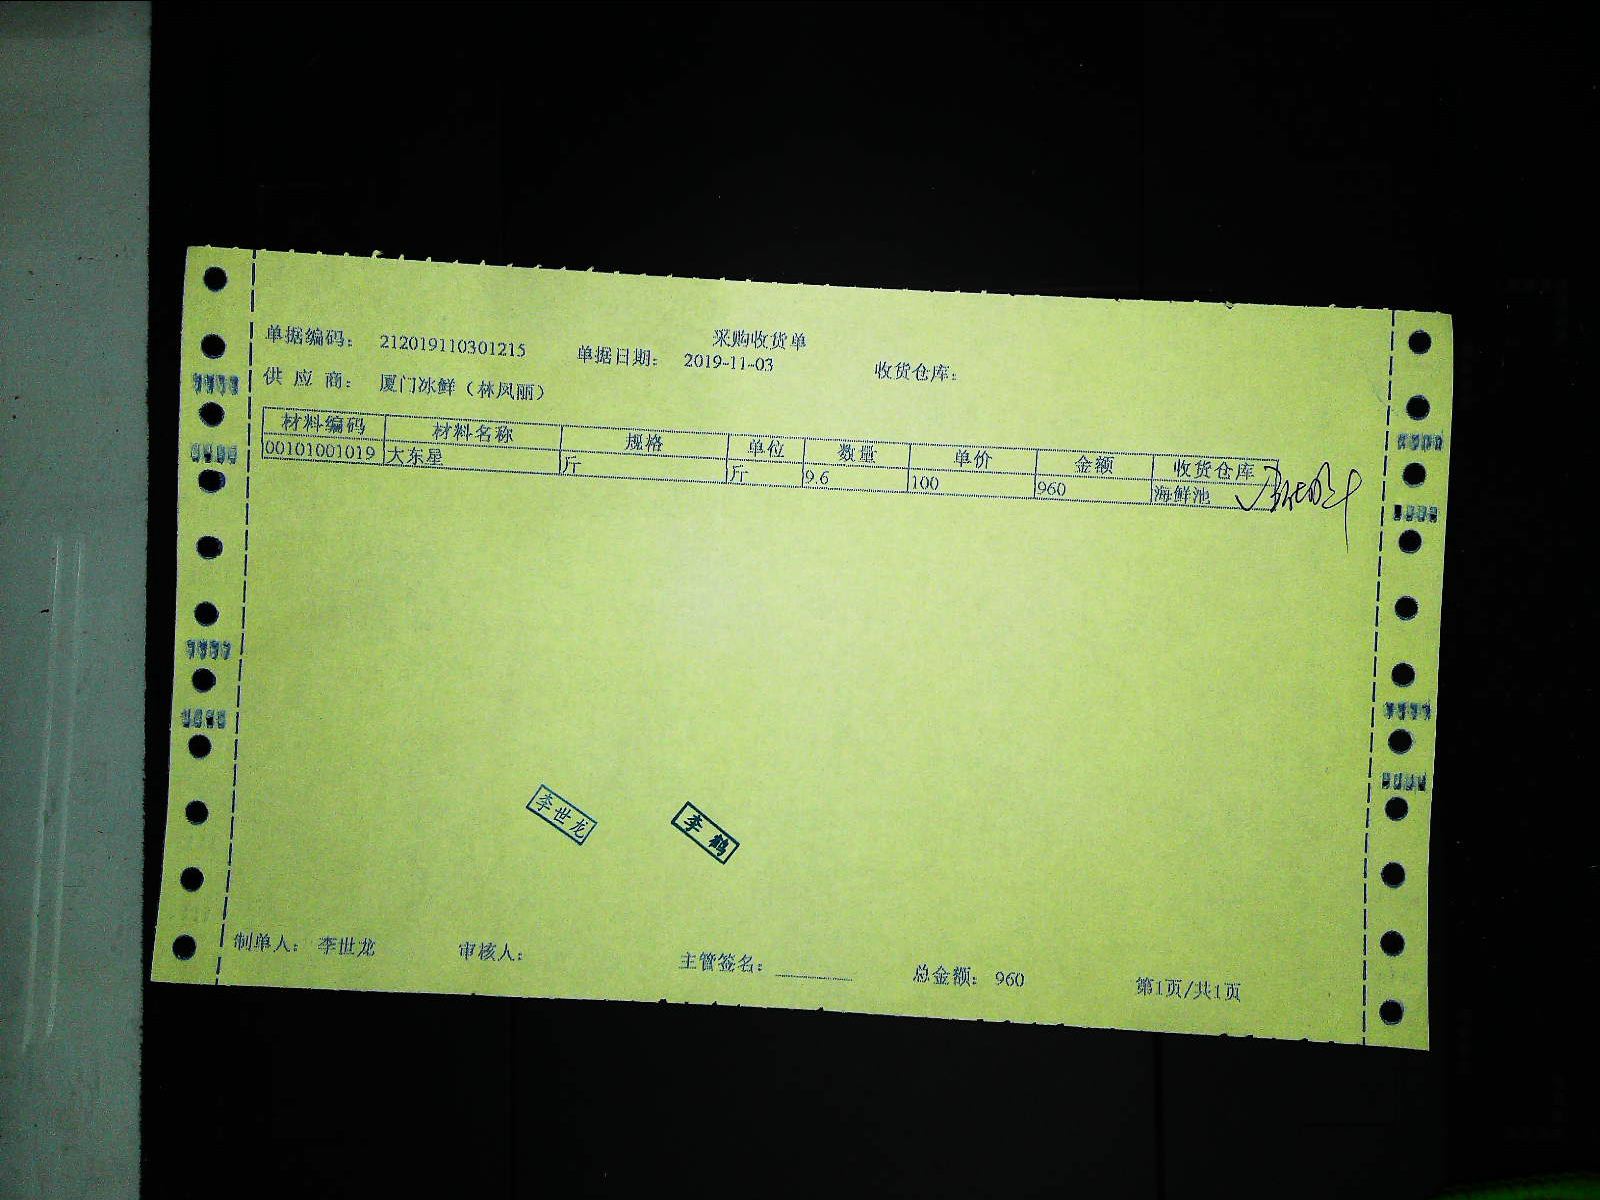 采购收货单
单据编码： 212019110301215 单据日期： 2019-11-03 收货仓库：
供 应 商： 厦门冰鲜（林凤丽）
材料编码 材料名称 规格 单位 数量 单价 金额 收货仓库
00101001019 大东星 斤 斤 9.6 100 960 海鲜池
李世龙 李鹤
制单人： 李世龙 审核人： 主管签名： 总金额： 960 第1页/共1页